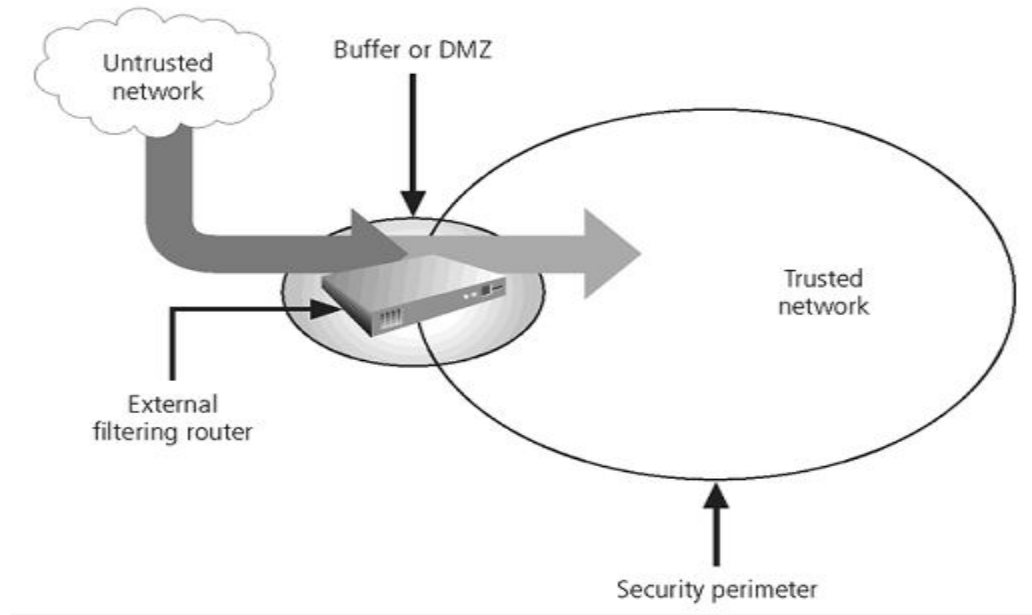 Untrusted
network
Buffer or DMZ
Trusted
network
External
filtering router
Security perimeter